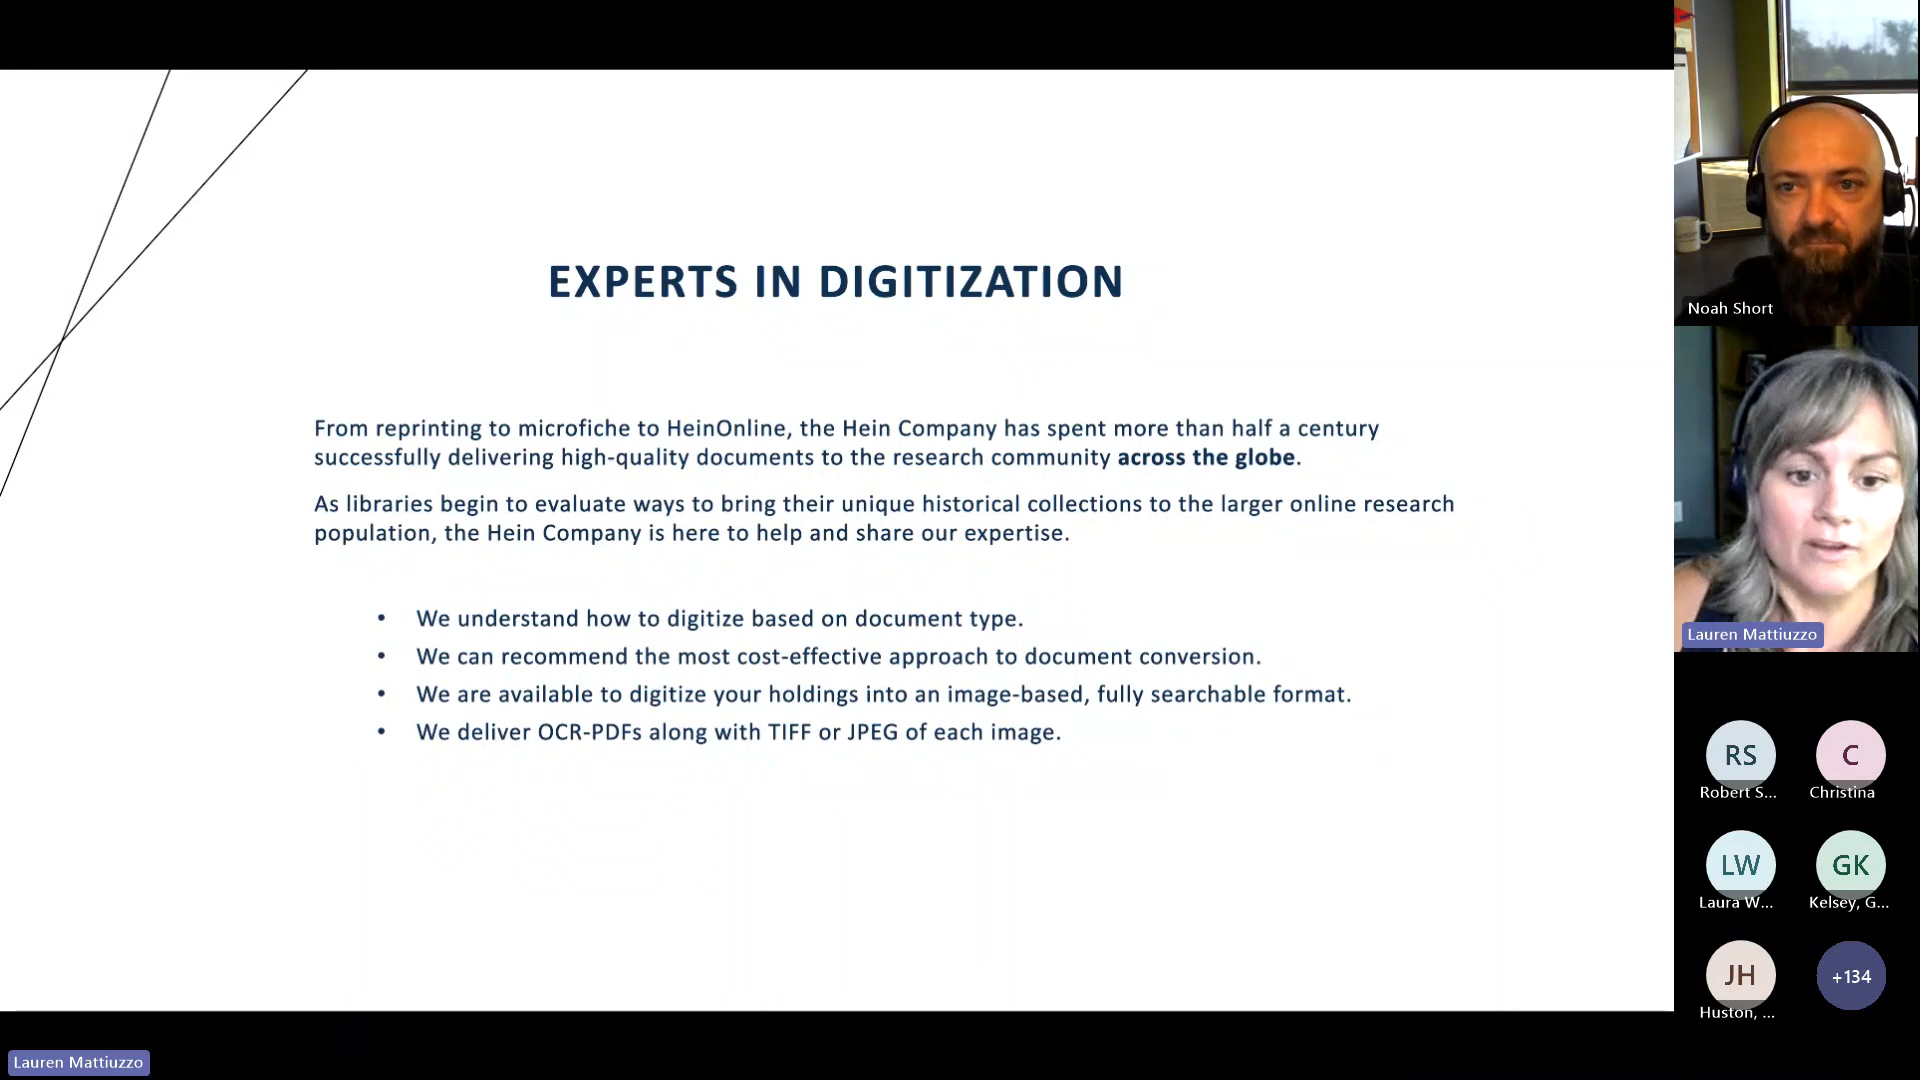 EXPERTS IN DIGITIZATION
From reprinting to microfiche to HeinOnline, the Hein Company has spent more than half a century
successfully delivering high-quality documents to the research community across the globe.
As libraries begin to evaluate ways to bring their unique historical collections to the larger online research
population, the Hein Company is here to help and share our expertise.
• We understand how to digitize based on document type.
• We can recommend the most cost-effective approach to document conversion.
• We are available to digitize your holdings into an image-based, fully searchable format.
• We deliver OCR-PDFs along with TIFF or JPEG of each image.
Noah Short
Lauren Mattiuzzo
RS
Robert S...
C
Christina
LW
Laura W...
GK
Kelsey, G...
JH
Huston, ...
+134
Lauren Mattiuzzo